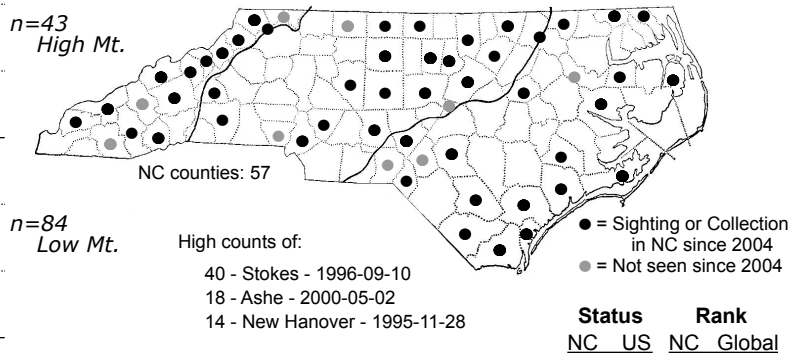 n=43
High Mt.
NC counties: 57
n=84
Low Mt.
High counts of:
40 - Stokes - 1996-09-10
18 - Ashe - 2000-05-02
14 - New Hanover - 1995-11-28
● = Sighting or Collection
in NC since 2004
● = Not seen since 2004
Status Rank
NC US NC Global